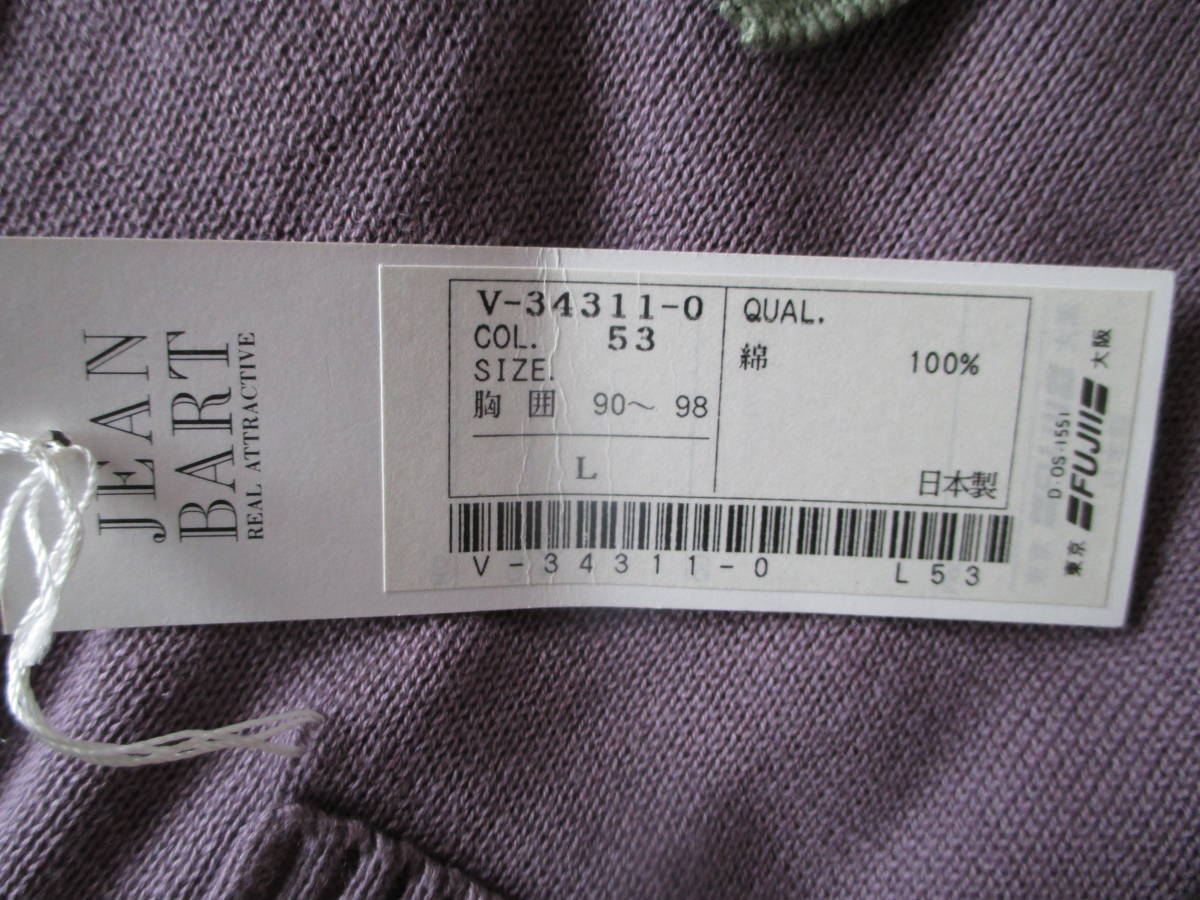 JEAN
BART
REAL ATTRACTIVE
V-34311-0
COL. 53
SIZE.
胸 囲 90～ 98
L
QUAL.
綿 100%
日本製
V-34311-0 L53
D-OS-1551
東京 FUJII 大阪